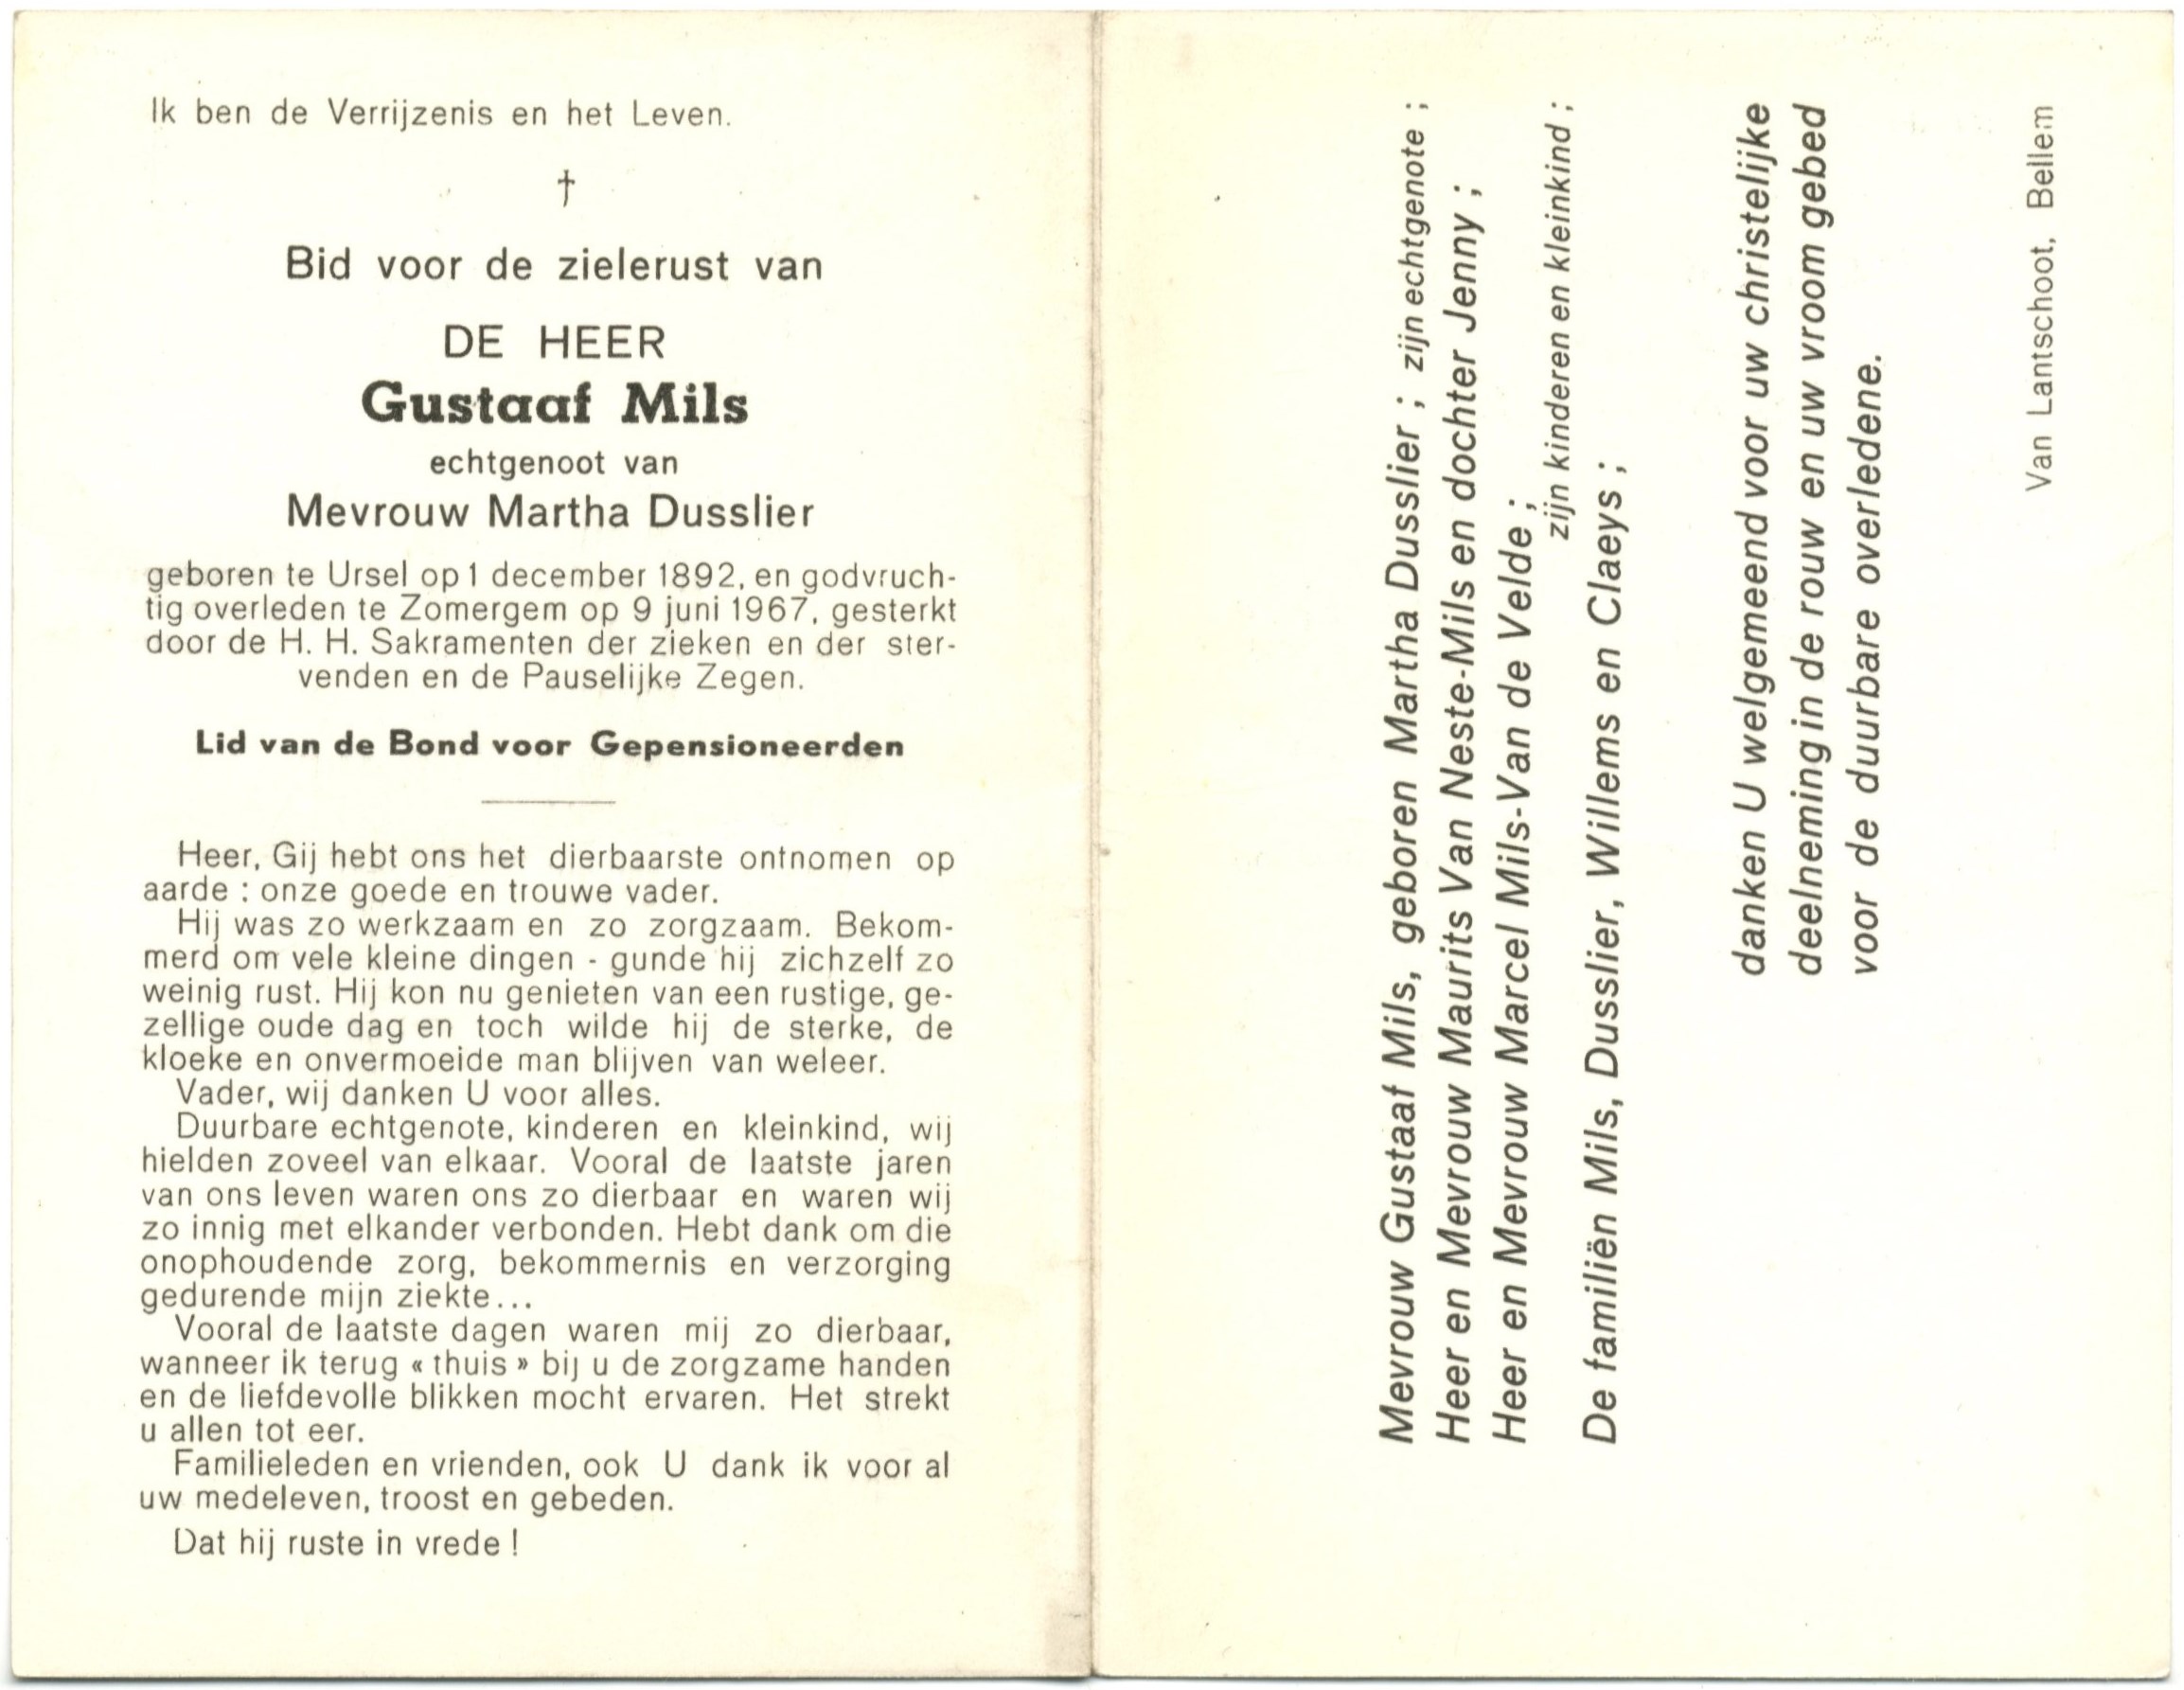 Ik ben de Verrijzenis en het Leven.
†
Bid voor de zielerust van
DE HEER
Gustaaf Mils
echtgenoot van
Mevrouw Martha Dusslier
geboren te Ursel op 1 december 1892, en godvruch-
tig overleden te Zomergem op 9 juni 1967, gesterkt
door de H. H. Sakramenten der zieken en der ster-
venden en de Pauselijke Zegen.
Lid van de Bond voor Gepensioneerden
Heer, Gij hebt ons het dierbaarste ontnomen op
aarde : onze goede en trouwe vader.
Hij was zo werkzaam en zo zorgzaam. Bekom-
merd om vele kleine dingen - gunde hij zichzelf zo
weinig rust. Hij kon nu genieten van een rustige, ge-
zellige oude dag en toch wilde hij de sterke, de
kloeke en onvermoeide man blijven van weleer.
Vader, wij danken U voor alles.
Duurbare echtgenote, kinderen en kleinkind, wij
hielden zoveel van elkaar. Vooral de laatste jaren
van ons leven waren ons zo dierbaar en waren wij
zo innig met elkander verbonden. Hebt dank om die
onophoudende zorg, bekommernis en verzorging
gedurende mijn ziekte...
Vooral de laatste dagen waren mij zo dierbaar,
wanneer ik terug « thuis » bij u de zorgzame handen
en de liefdevolle blikken mocht ervaren. Het strekt
u allen tot eer.
Familieleden en vrienden, ook U dank ik voor al
uw medeleven, troost en gebeden.
Dat hij ruste in vrede !
Mevrouw Gustaaf Mils, geboren Martha Dusslier ; zijn echtgenote ;
Heer en Mevrouw Maurits Van Neste-Mils en dochter Jenny ;
Heer en Mevrouw Marcel Mils-Van de Velde ;
zijn kinderen en kleinkind ;
De familiën Mils, Dusslier, Willems en Claeys ;
danken U welgemeend voor uw christelijke
deelneming in de rouw en uw vroom gebed
voor de duurbare overledene.
Van Lantschoot, Bellem